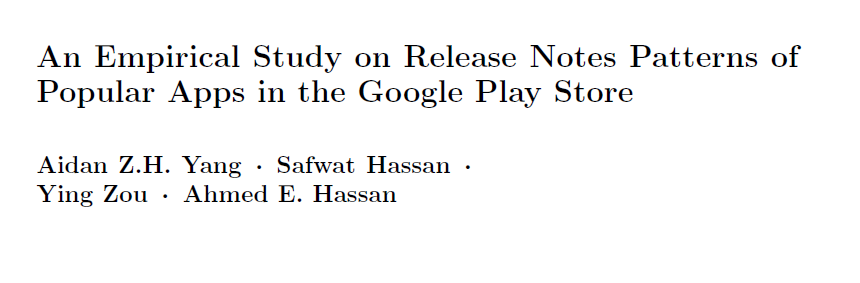 An Empirical Study on Release Notes Patterns of
Popular Apps in the Google Play Store
Aidan Z.H. Yang · Safwat Hassan ·
Ying Zou · Ahmed E. Hassan